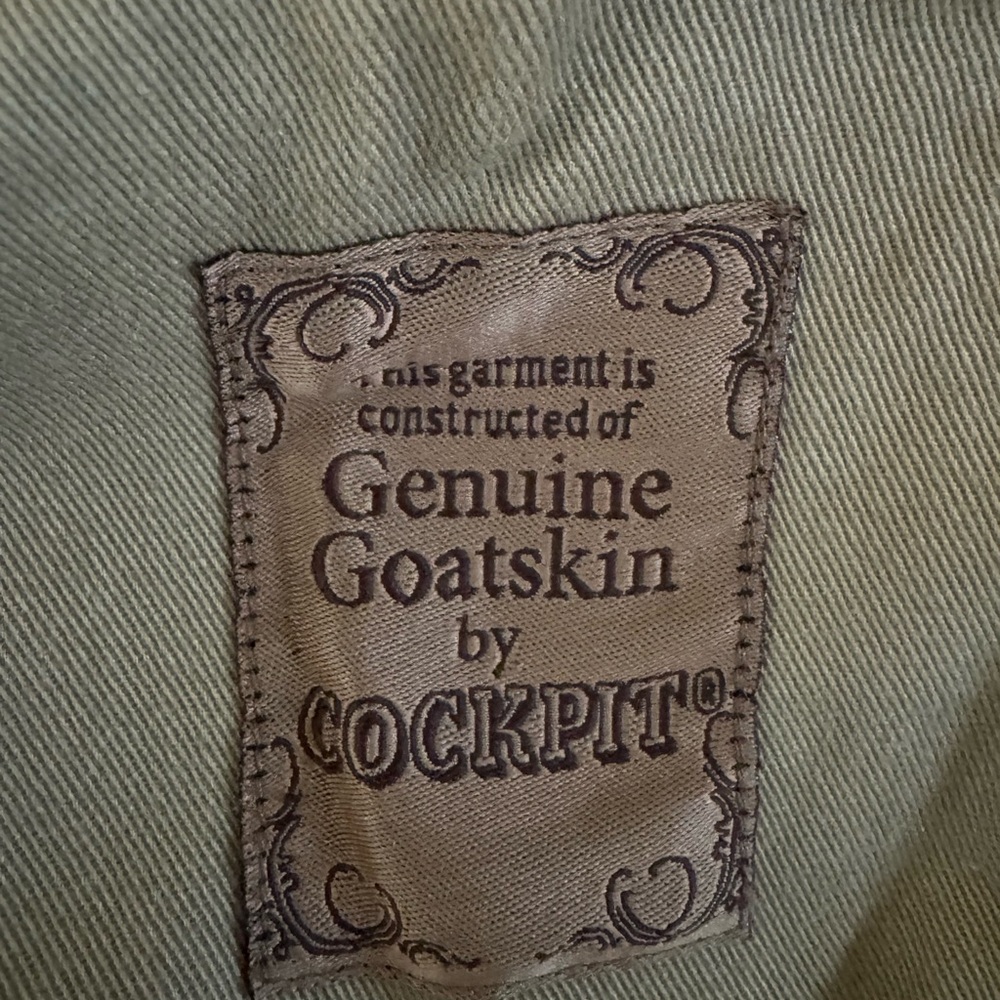 This garment is
constructed of
Genuine
Goatskin
by
COCKPIT®